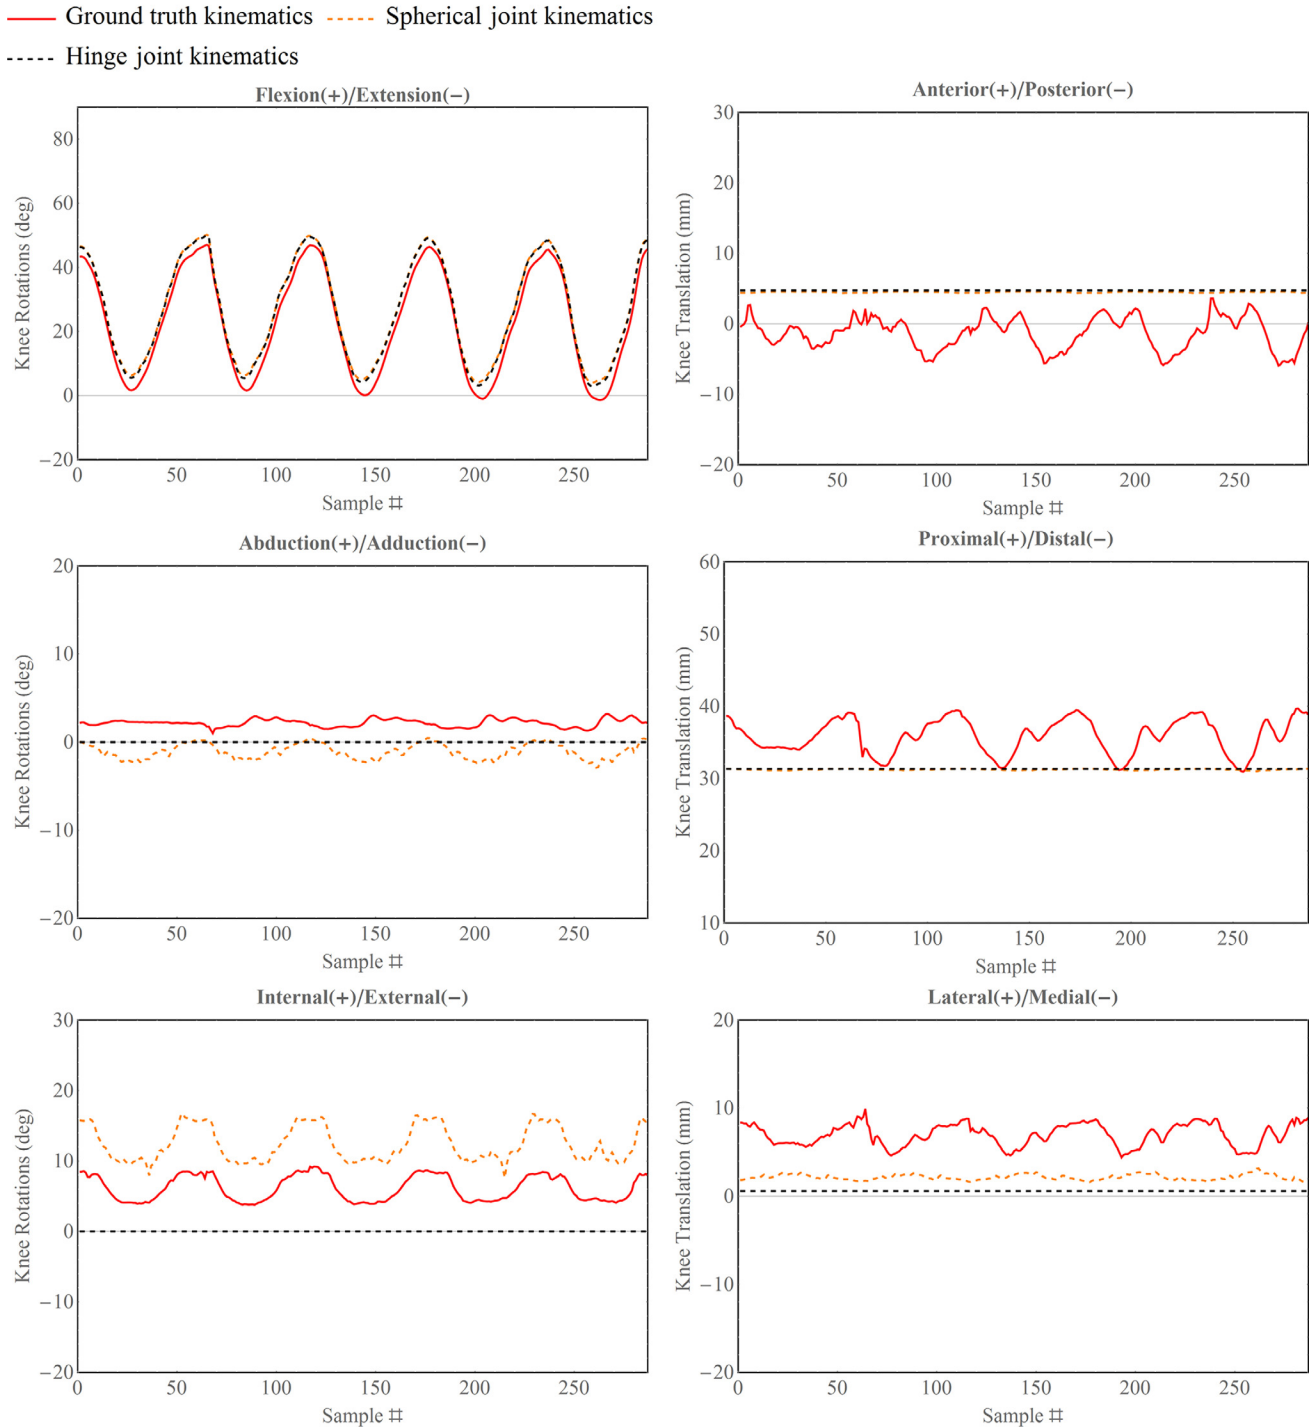 Ground truth kinematics Spherical joint kinematics
Hinge joint kinematics
Flexion(+)/Extension(−)
Knee Rotations (deg)
80
60
40
20
0
−20
0 50 100 150 200 250
Sample #
Anterior(+)/Posterior(−)
Knee Translation (mm)
30
20
10
0
−10
−20
0 50 100 150 200 250
Sample #
Abduction(+)/Adduction(−)
Knee Rotations (deg)
20
10
0
−10
−20
0 50 100 150 200 250
Sample #
Proximal(+)/Distal(−)
Knee Translation (mm)
60
50
40
30
20
10
0 50 100 150 200 250
Sample #
Internal(+)/External(−)
Knee Rotations (deg)
30
20
10
0
−10
−20
0 50 100 150 200 250
Sample #
Lateral(+)/Medial(−)
Knee Translation (mm)
20
10
0
−10
−20
0 50 100 150 200 250
Sample #